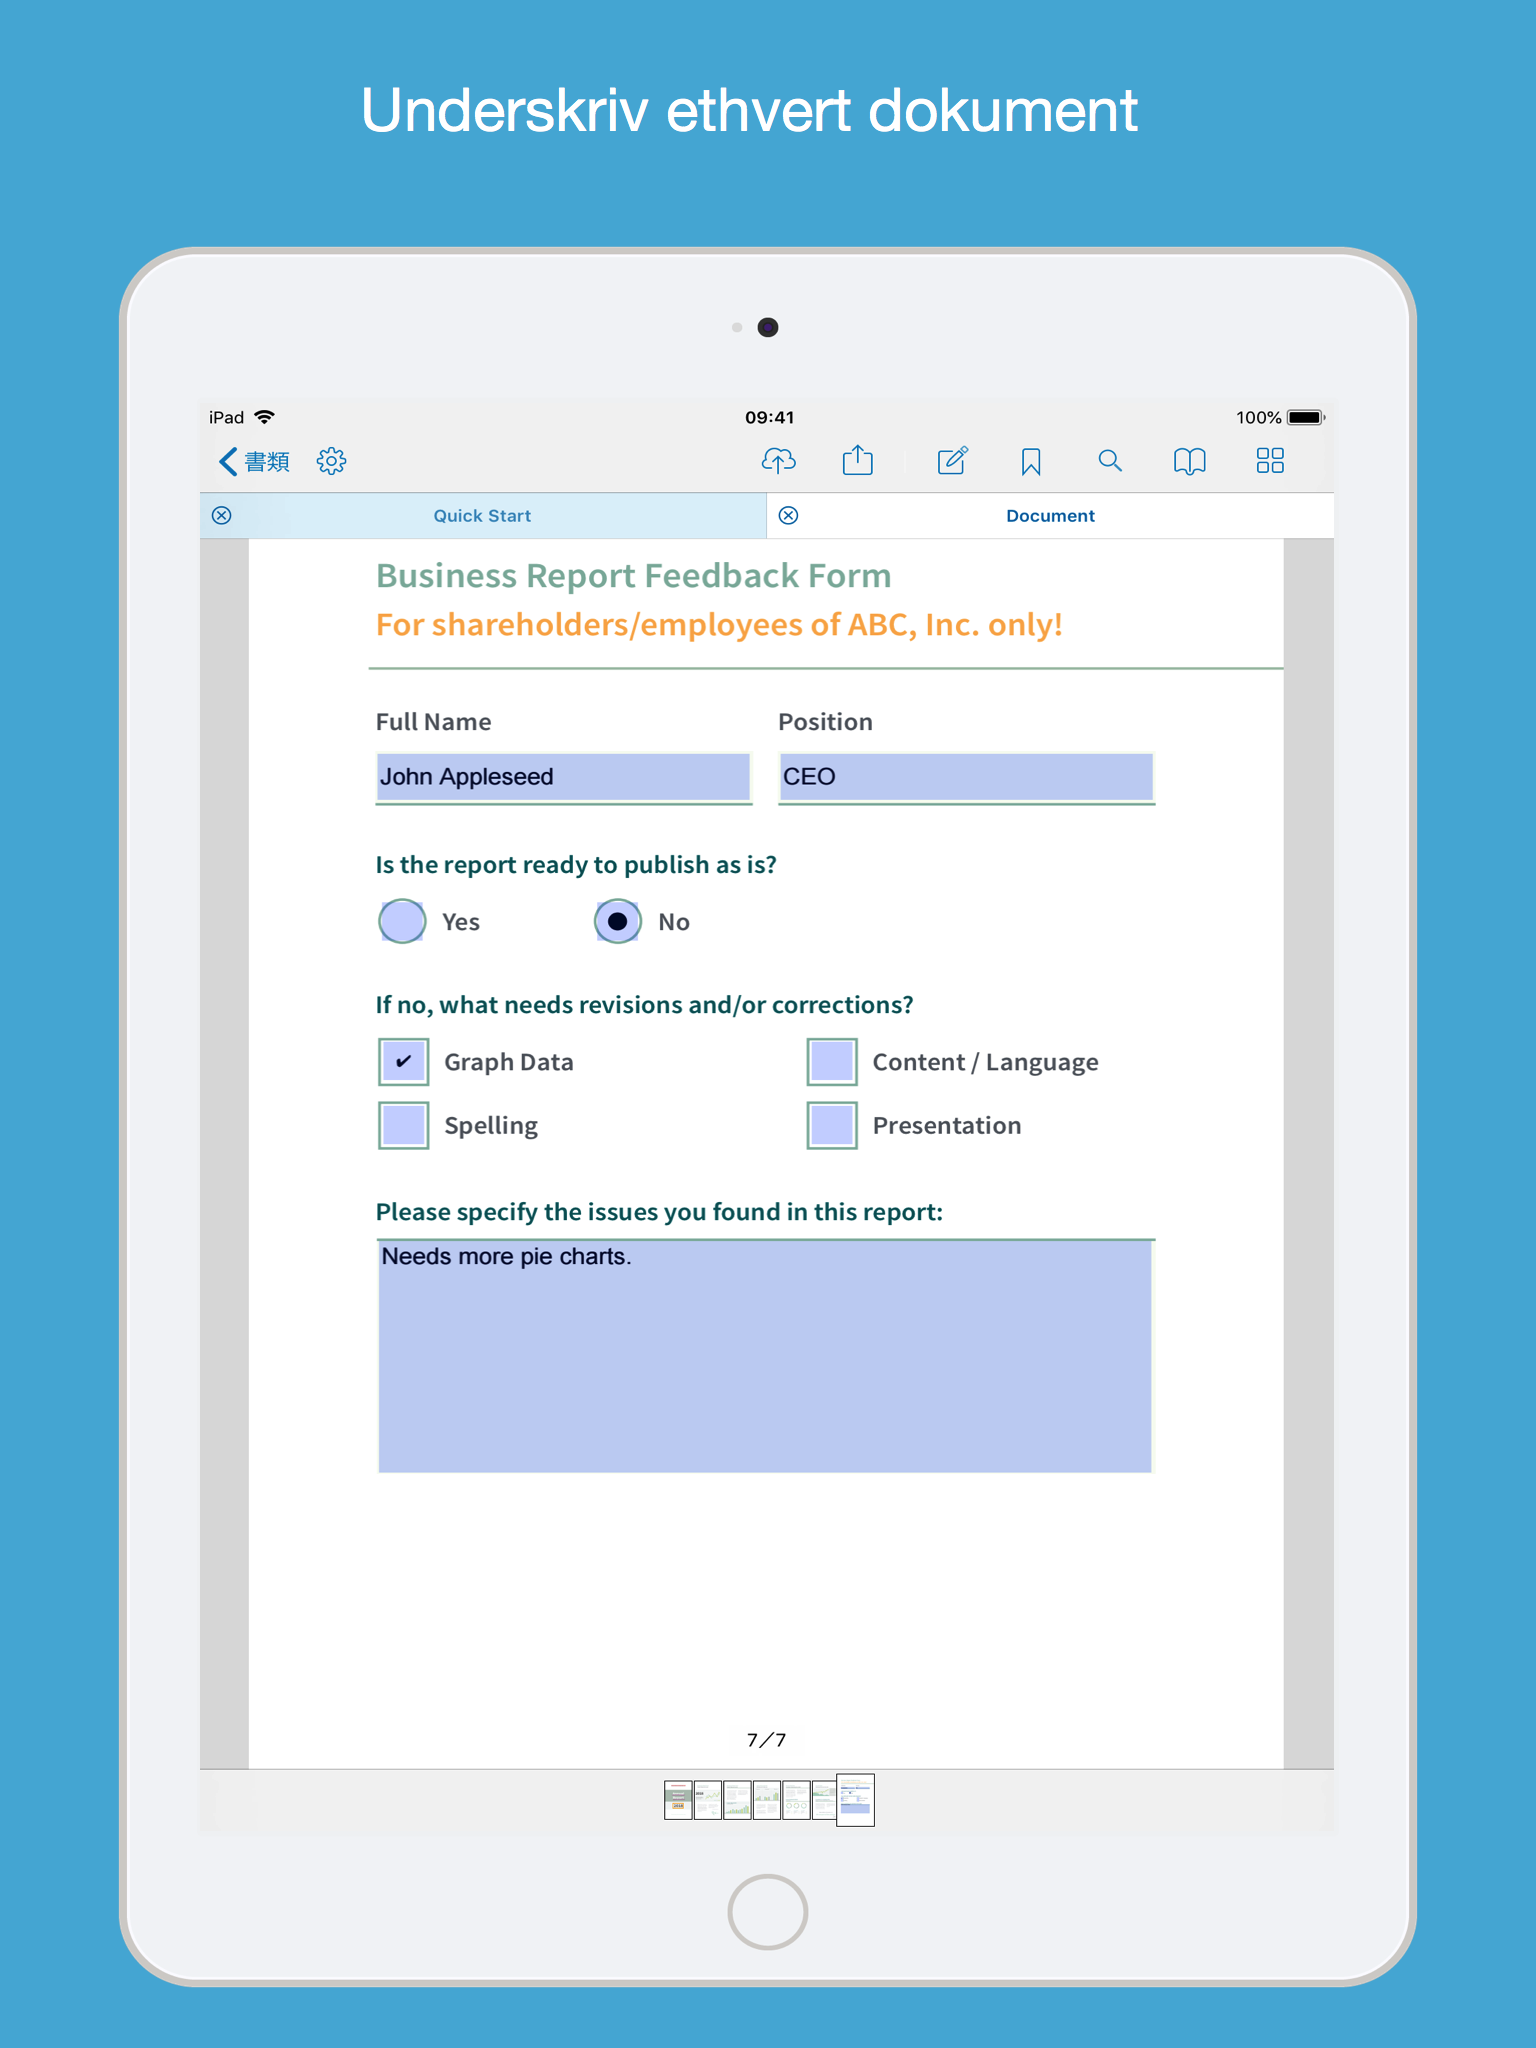 Underskriv ethvert dokument
iPad 09:41 100%
書類
Quick Start Document
Business Report Feedback Form
For shareholders/employees of ABC, Inc. only!
Full Name Position
John Appleseed CEO
Is the report ready to publish as is?
Yes No
If no, what needs revisions and/or corrections?
✔ Graph Data Content / Language
Spelling Presentation
Please specify the issues you found in this report:
Needs more pie charts.
7/7